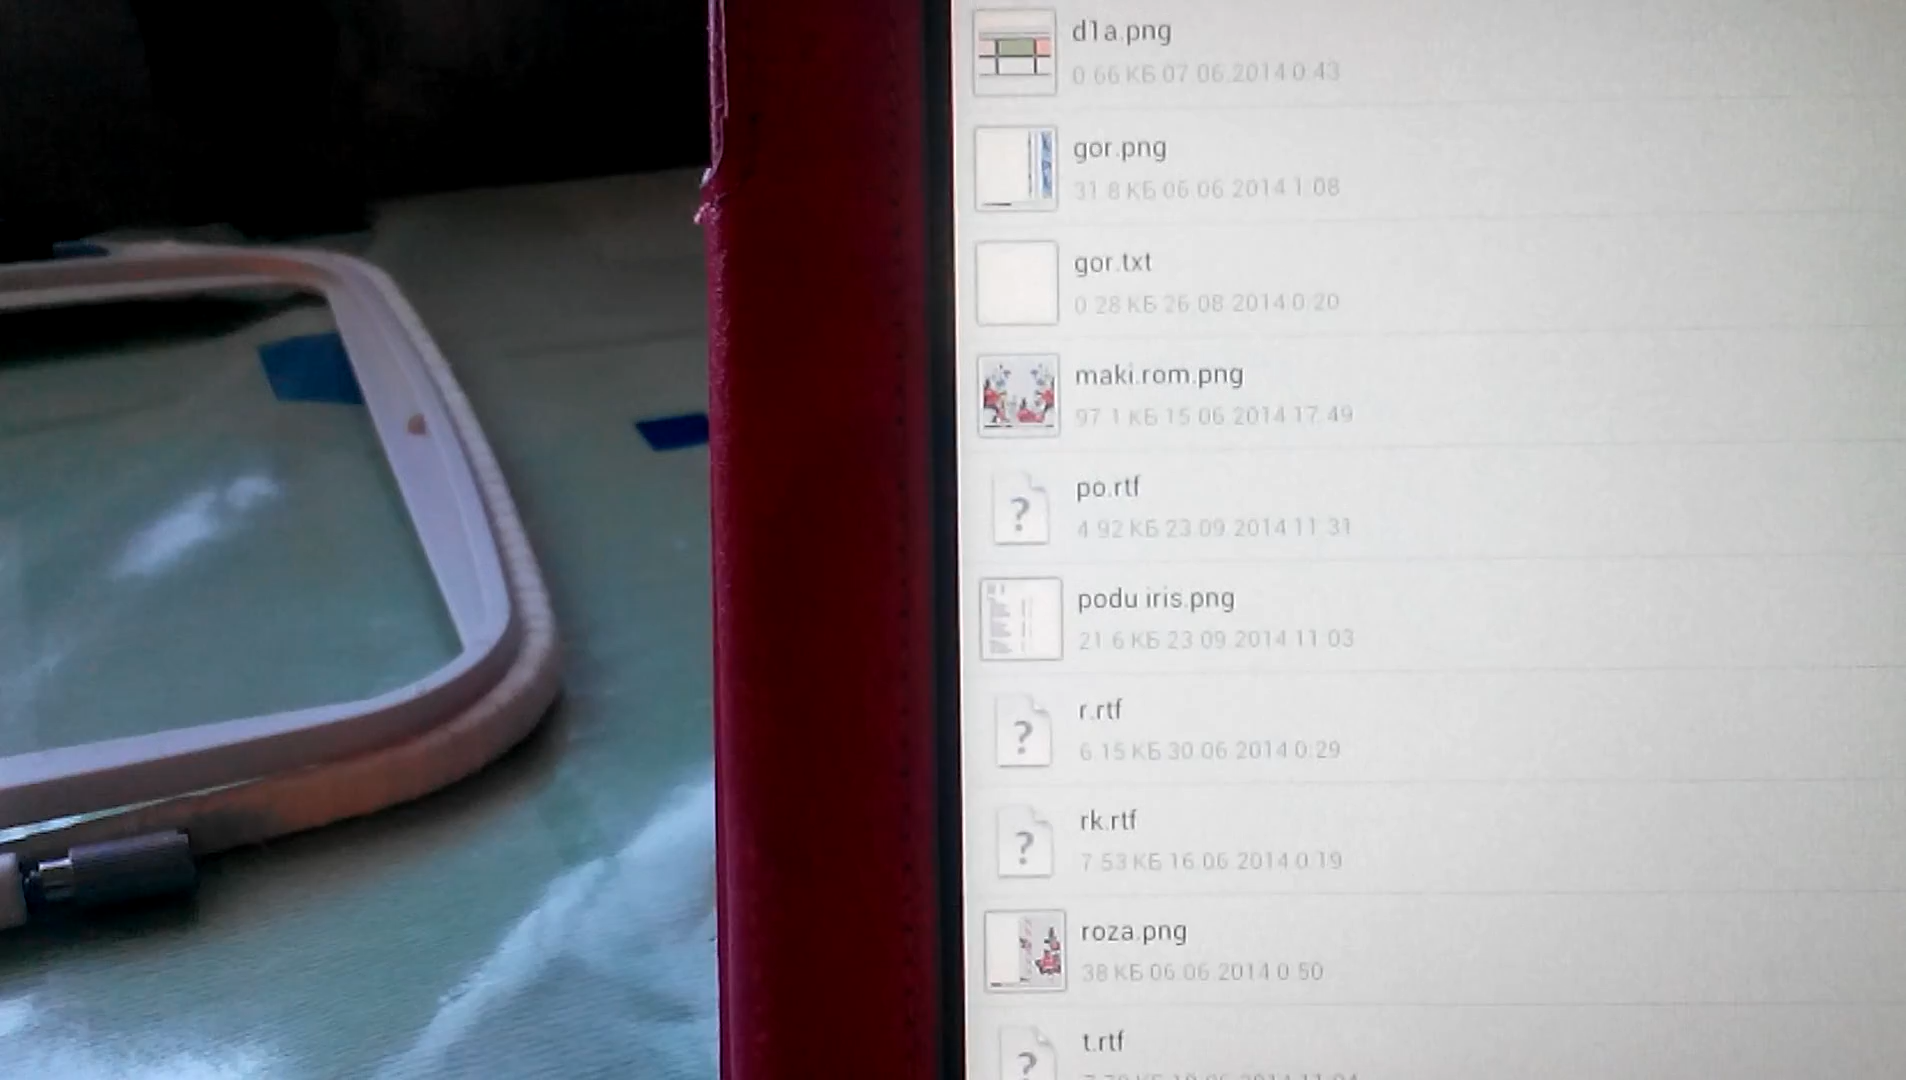 d1a.png
0.66 КБ 07.06.2014 0:43
gor.png
31.8 КБ 06.06.2014 1:08
gor.txt
0.28 КБ 26.08.2014 0:20
maki.rom.png
97.1 КБ 15.06.2014 17:49
po.rtf
4.92 КБ 23.09.2014 11:31
podu iris.png
21.6 КБ 23.09.2014 11:03
r.rtf
6.15 КБ 30.06.2014 0:29
rk.rtf
7.53 КБ 16.06.2014 0:19
roza.png
38 КБ 06.06.2014 0:50
t.rtf